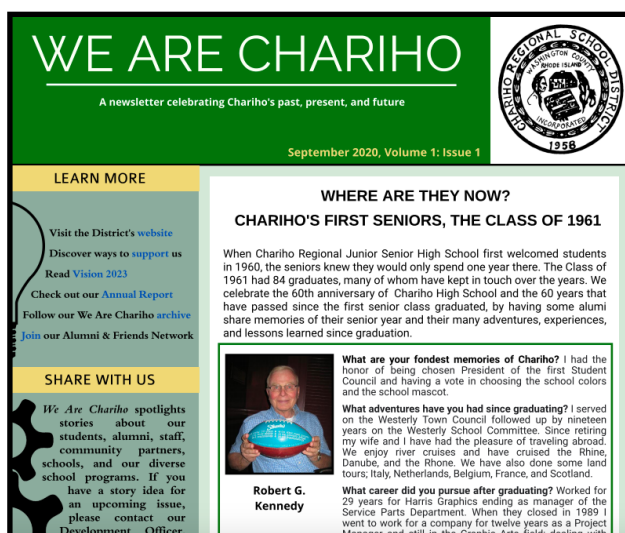 WE ARE CHARIHO
A newsletter celebrating Chariho's past, present, and future
September 2020, Volume 1: Issue 1
CHARIHO REGIONAL SCHOOL DISTRICT
WASHINGTON COUNTY
RHODE ISLAND
INCORPORATED
1958
LEARN MORE
Visit the District's website
Discover ways to support us
Read Vision 2023
Check out our Annual Report
Follow our We Are Chariho archive
Join our Alumni & Friends Network
SHARE WITH US
We Are Chariho spotlights
stories about our
students, alumni, staff,
community partners,
schools, and our diverse
school programs. If you
have a story idea for
an upcoming issue,
please contact our
Development Officer,
WHERE ARE THEY NOW?
CHARIHO'S FIRST SENIORS, THE CLASS OF 1961
When Chariho Regional Junior Senior High School first welcomed students
in 1960, the seniors knew they would only spend one year there. The Class of
1961 had 84 graduates, many of whom have kept in touch over the years. We
celebrate the 60th anniversary of Chariho High School and the 60 years that
have passed since the first senior class graduated, by having some alumi
share memories of their senior year and their many adventures, experiences,
and lessons learned since graduation.
Robert G.
Kennedy
What are your fondest memories of Chariho? I had the
honor of being chosen President of the first Student
Council and having a vote in choosing the school colors
and the school mascot.
What adventures have you had since graduating? I served
on the Westerly Town Council followed up by nineteen
years on the Westerly School Committee. Since retiring
my wife and I have had the pleasure of traveling abroad.
We enjoy river cruises and have cruised the Rhine,
Danube, and the Rhone. We have also done some land
tours; Italy, Netherlands, Belgium, France, and Scotland.
What career did you pursue after graduating? Worked for
29 years for Harris Graphics ending as manager of the
Service Parts Department. When they closed in 1989 I
went to work for a company for twelve years as a Project
Manager and still in the Graphic Arts field; dealing with